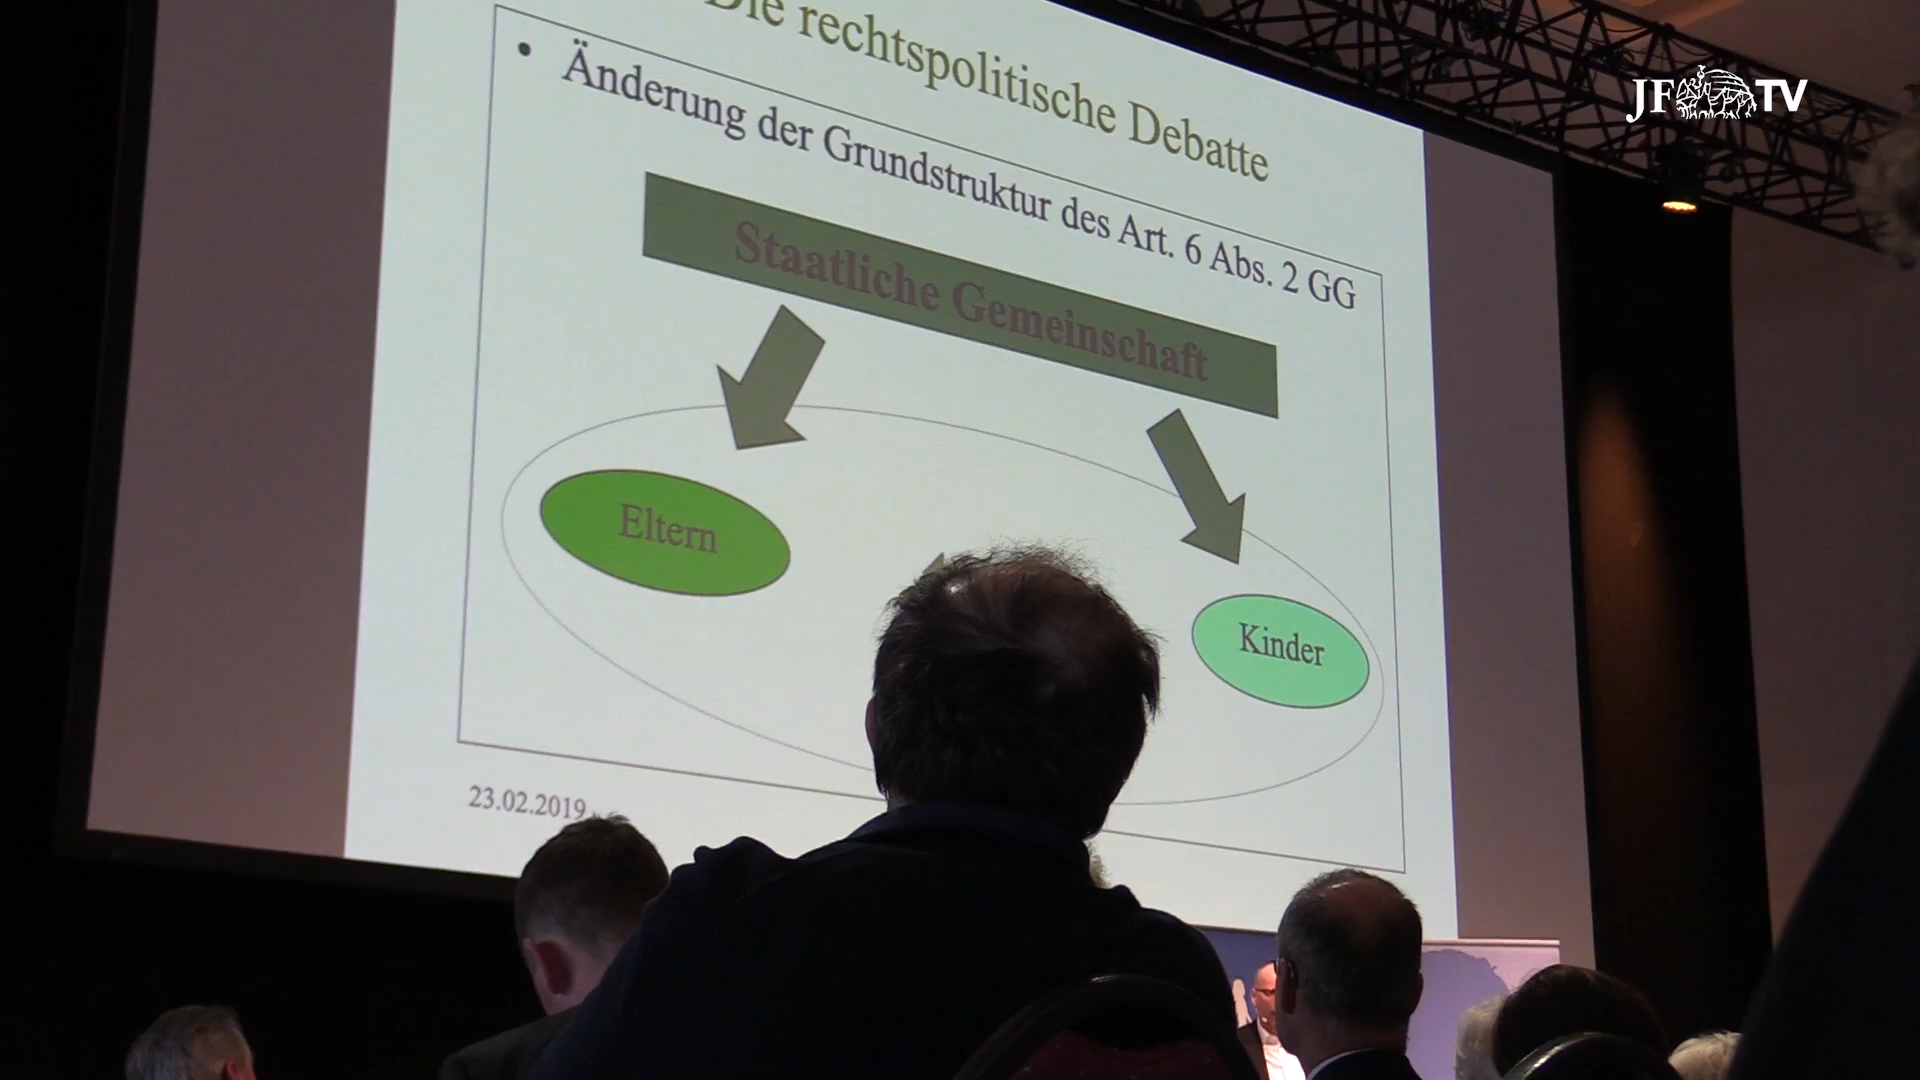 Die rechtspolitische Debatte
JF TV
• Änderung der Grundstruktur des Art. 6 Abs. 2 GG
Staatliche Gemeinschaft
Eltern
Kinder
23.02.2019